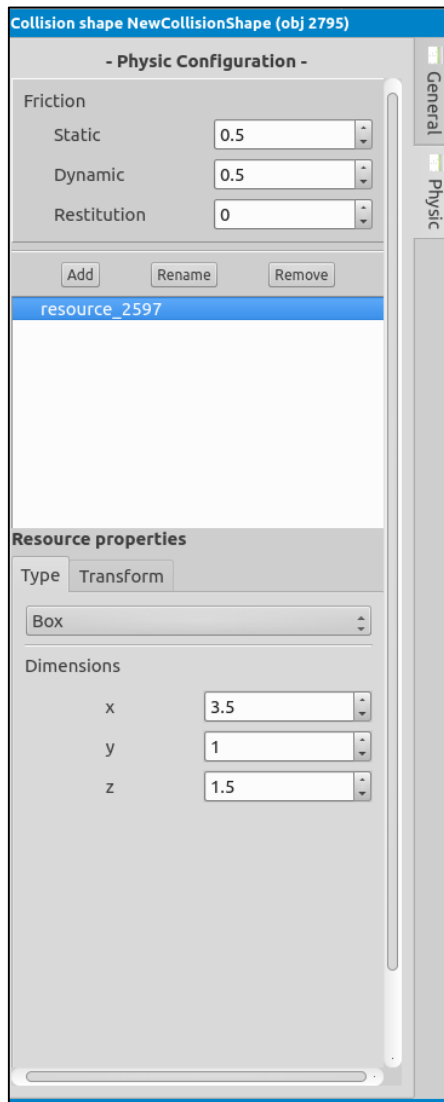 Collision shape NewCollisionShape (obj 2795)
- Physic Configuration -
General
Physic
Friction
Static 0.5
Dynamic 0.5
Restitution 0
Add Rename Remove
resource_2597
Resource properties
Type Transform
Box
Dimensions
x 3.5
y 1
z 1.5